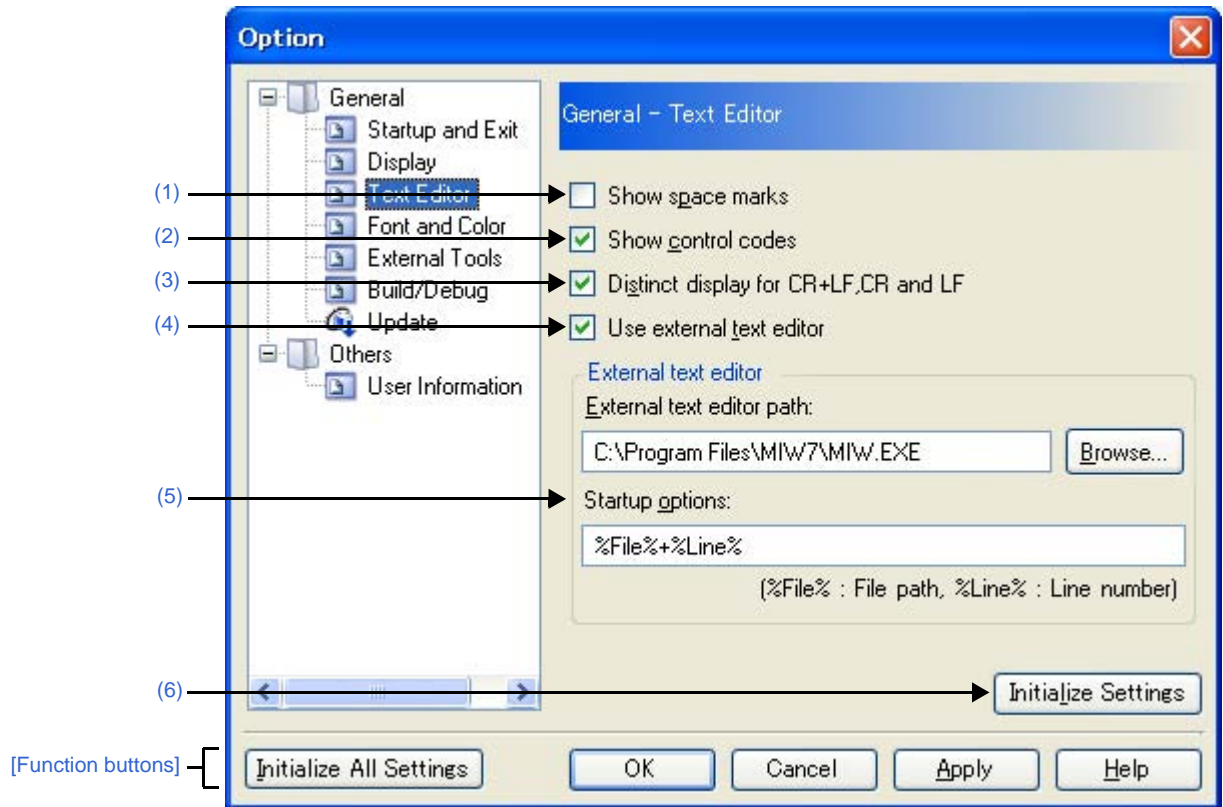 Option
General
Startup and Exit
Display
Text Editor
Font and Color
External Tools
Build/Debug
Update
Others
User Information
General - Text Editor
(1)
Show space marks
(2)
Show control codes
(3)
Distinct display for CR+LF,CR and LF
(4)
Use external text editor
External text editor
External text editor path:
C:\Program Files\MIW7\MIW.EXE
Browse...
(5)
Startup options:
%File%+%Line%
(%File% : File path, %Line% : Line number)
(6)
Initialize Settings
[Function buttons]
Initialize All Settings
OK
Cancel
Apply
Help